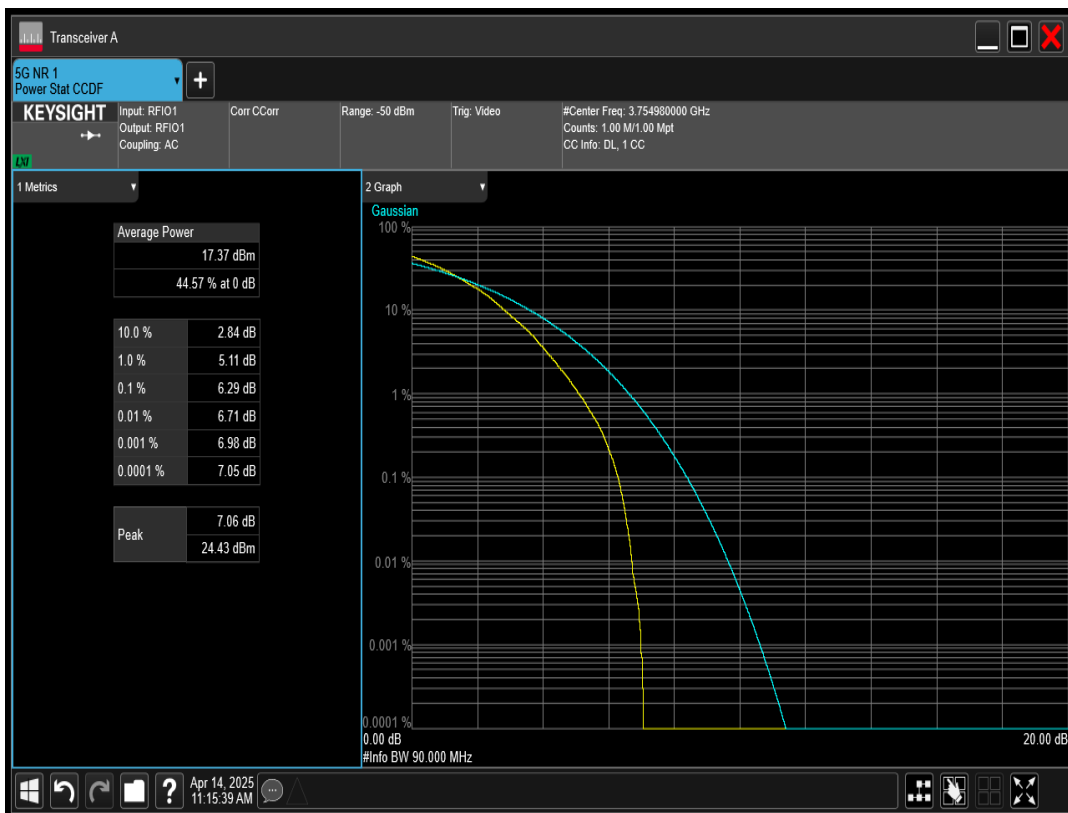 Transceiver A
5G NR 1
Power Stat CCDF
+
KEYSIGHT
LXI
Input: RFIO1
Output: RFIO1
Coupling: AC
Corr CCorr
Range: -50 dBm
Trig: Video
#Center Freq: 3.754980000 GHz
Counts: 1.00 M/1.00 Mpt
CC Info: DL, 1 CC
1 Metrics
Average Power
17.37 dBm
44.57 % at 0 dB
10.0 % 2.84 dB
1.0 % 5.11 dB
0.1 % 6.29 dB
0.01 % 6.71 dB
0.001 % 6.98 dB
0.0001 % 7.05 dB
Peak 7.06 dB
24.43 dBm
2 Graph
Gaussian
100 %
10 %
1 %
0.1 %
0.01 %
0.001 %
0.0001 %
0.00 dB 20.00 dB
#Info BW 90.000 MHz
? Apr 14, 2025
11:15:39 AM